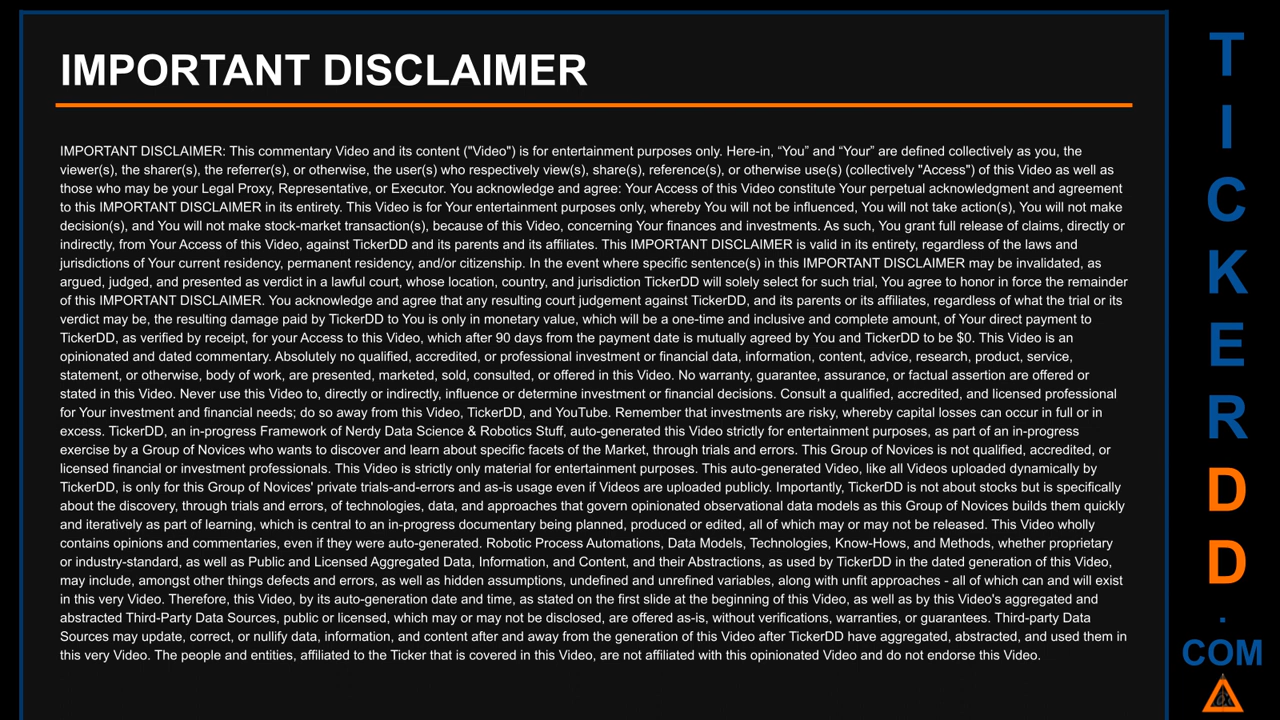 IMPORTANT DISCLAIMER
IMPORTANT DISCLAIMER: This commentary Video and its content ("Video") is for entertainment purposes only. Here-in, “You” and “Your” are defined collectively as you, the
viewer(s), the sharer(s), the referrer(s), or otherwise, the user(s) who respectively view(s), share(s), reference(s), or otherwise use(s) (collectively "Access") of this Video as well as
those who may be your Legal Proxy, Representative, or Executor. You acknowledge and agree: Your Access of this Video constitute Your perpetual acknowledgment and agreement
to this IMPORTANT DISCLAIMER in its entirety. This Video is for Your entertainment purposes only, whereby You will not be influenced, You will not take action(s), You will not make
decision(s), and You will not make stock-market transaction(s), because of this Video, concerning Your finances and investments. As such, You grant full release of claims, directly or
indirectly, from Your Access of this Video, against TickerDD and its parents and its affiliates. This IMPORTANT DISCLAIMER is valid in its entirety, regardless of the laws and
jurisdictions of Your current residency, permanent residency, and/or citizenship. In the event where specific sentence(s) in this IMPORTANT DISCLAIMER may be invalidated, as
argued, judged, and presented as verdict in a lawful court, whose location, country, and jurisdiction TickerDD will solely select for such trial, You agree to honor in force the remainder
of this IMPORTANT DISCLAIMER. You acknowledge and agree that any resulting court judgement against TickerDD, and its parents or its affiliates, regardless of what the trial or its
verdict may be, the resulting damage paid by TickerDD to You is only in monetary value, which will be a one-time and inclusive and complete amount, of Your direct payment to
TickerDD, as verified by receipt, for your Access to this Video, which after 90 days from the payment date is mutually agreed by You and TickerDD to be $0. This Video is an
opinionated and dated commentary. Absolutely no qualified, accredited, or professional investment or financial data, information, content, advice, research, product, service,
statement, or otherwise, body of work, are presented, marketed, sold, consulted, or offered in this Video. No warranty, guarantee, assurance, or factual assertion are offered or
stated in this Video. Never use this Video to, directly or indirectly, influence or determine investment or financial decisions. Consult a qualified, accredited, and licensed professional
for Your investment and financial needs; do so away from this Video, TickerDD, and YouTube. Remember that investments are risky, whereby capital losses can occur in full or in
excess. TickerDD, an in-progress Framework of Nerdy Data Science & Robotics Stuff, auto-generated this Video strictly for entertainment purposes, as part of an in-progress
exercise by a Group of Novices who wants to discover and learn about specific facets of the Market, through trials and errors. This Group of Novices is not qualified, accredited, or
licensed financial or investment professionals. This Video is strictly only material for entertainment purposes. This auto-generated Video, like all Videos uploaded dynamically by
TickerDD, is only for this Group of Novices' private trials-and-errors and as-is usage even if Videos are uploaded publicly. Importantly, TickerDD is not about stocks but is specifically
about the discovery, through trials and errors, of technologies, data, and approaches that govern opinionated observational data models as this Group of Novices builds them quickly
and iteratively as part of learning, which is central to an in-progress documentary being planned, produced or edited, all of which may or may not be released. This Video wholly
contains opinions and commentaries, even if they were auto-generated. Robotic Process Automations, Data Models, Technologies, Know-Hows, and Methods, whether proprietary
or industry-standard, as well as Public and Licensed Aggregated Data, Information, and Content, and their Abstractions, as used by TickerDD in the dated generation of this Video,
may include, amongst other things defects and errors, as well as hidden assumptions, undefined and unrefined variables, along with unfit approaches - all of which can and will exist
in this very Video. Therefore, this Video, by its auto-generation date and time, as stated on the first slide at the beginning of this Video, as well as by this Video's aggregated and
abstracted Third-Party Data Sources, public or licensed, which may or may not be disclosed, are offered as-is, without verifications, warranties, or guarantees. Third-party Data
Sources may update, correct, or nullify data, information, and content after and away from the generation of this Video after TickerDD have aggregated, abstracted, and used them in
this very Video. The people and entities, affiliated to the Ticker that is covered in this Video, are not affiliated with this opinionated Video and do not endorse this Video.
T
I
C
K
E
R
D
D
.
COM